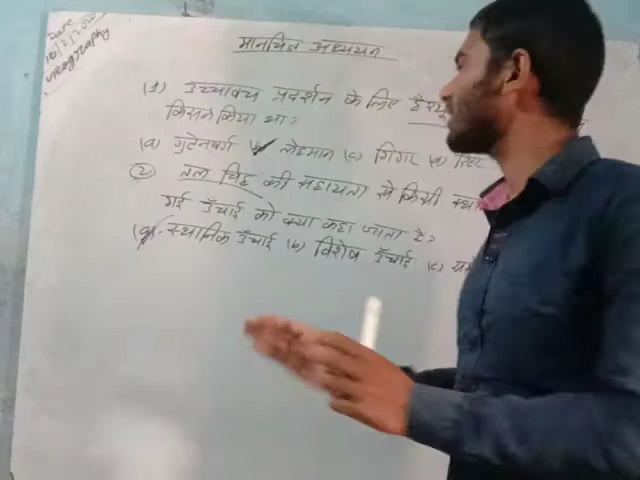 Date
10/2/2020
Geography
मानचित्र अध्ययन
(1) उच्चावच प्रदर्शन के लिए हैश्यूर
किसने किया था?
(a) गुटेनबर्ग (b) लेहमान (c) गिगर (d)
(2) तल चिह्न की सहायता से किसी
गई ऊँचाई को क्या कहा जाता है?
(a) स्थानिक ऊँचाई (b) विशेष ऊँचाई (c)